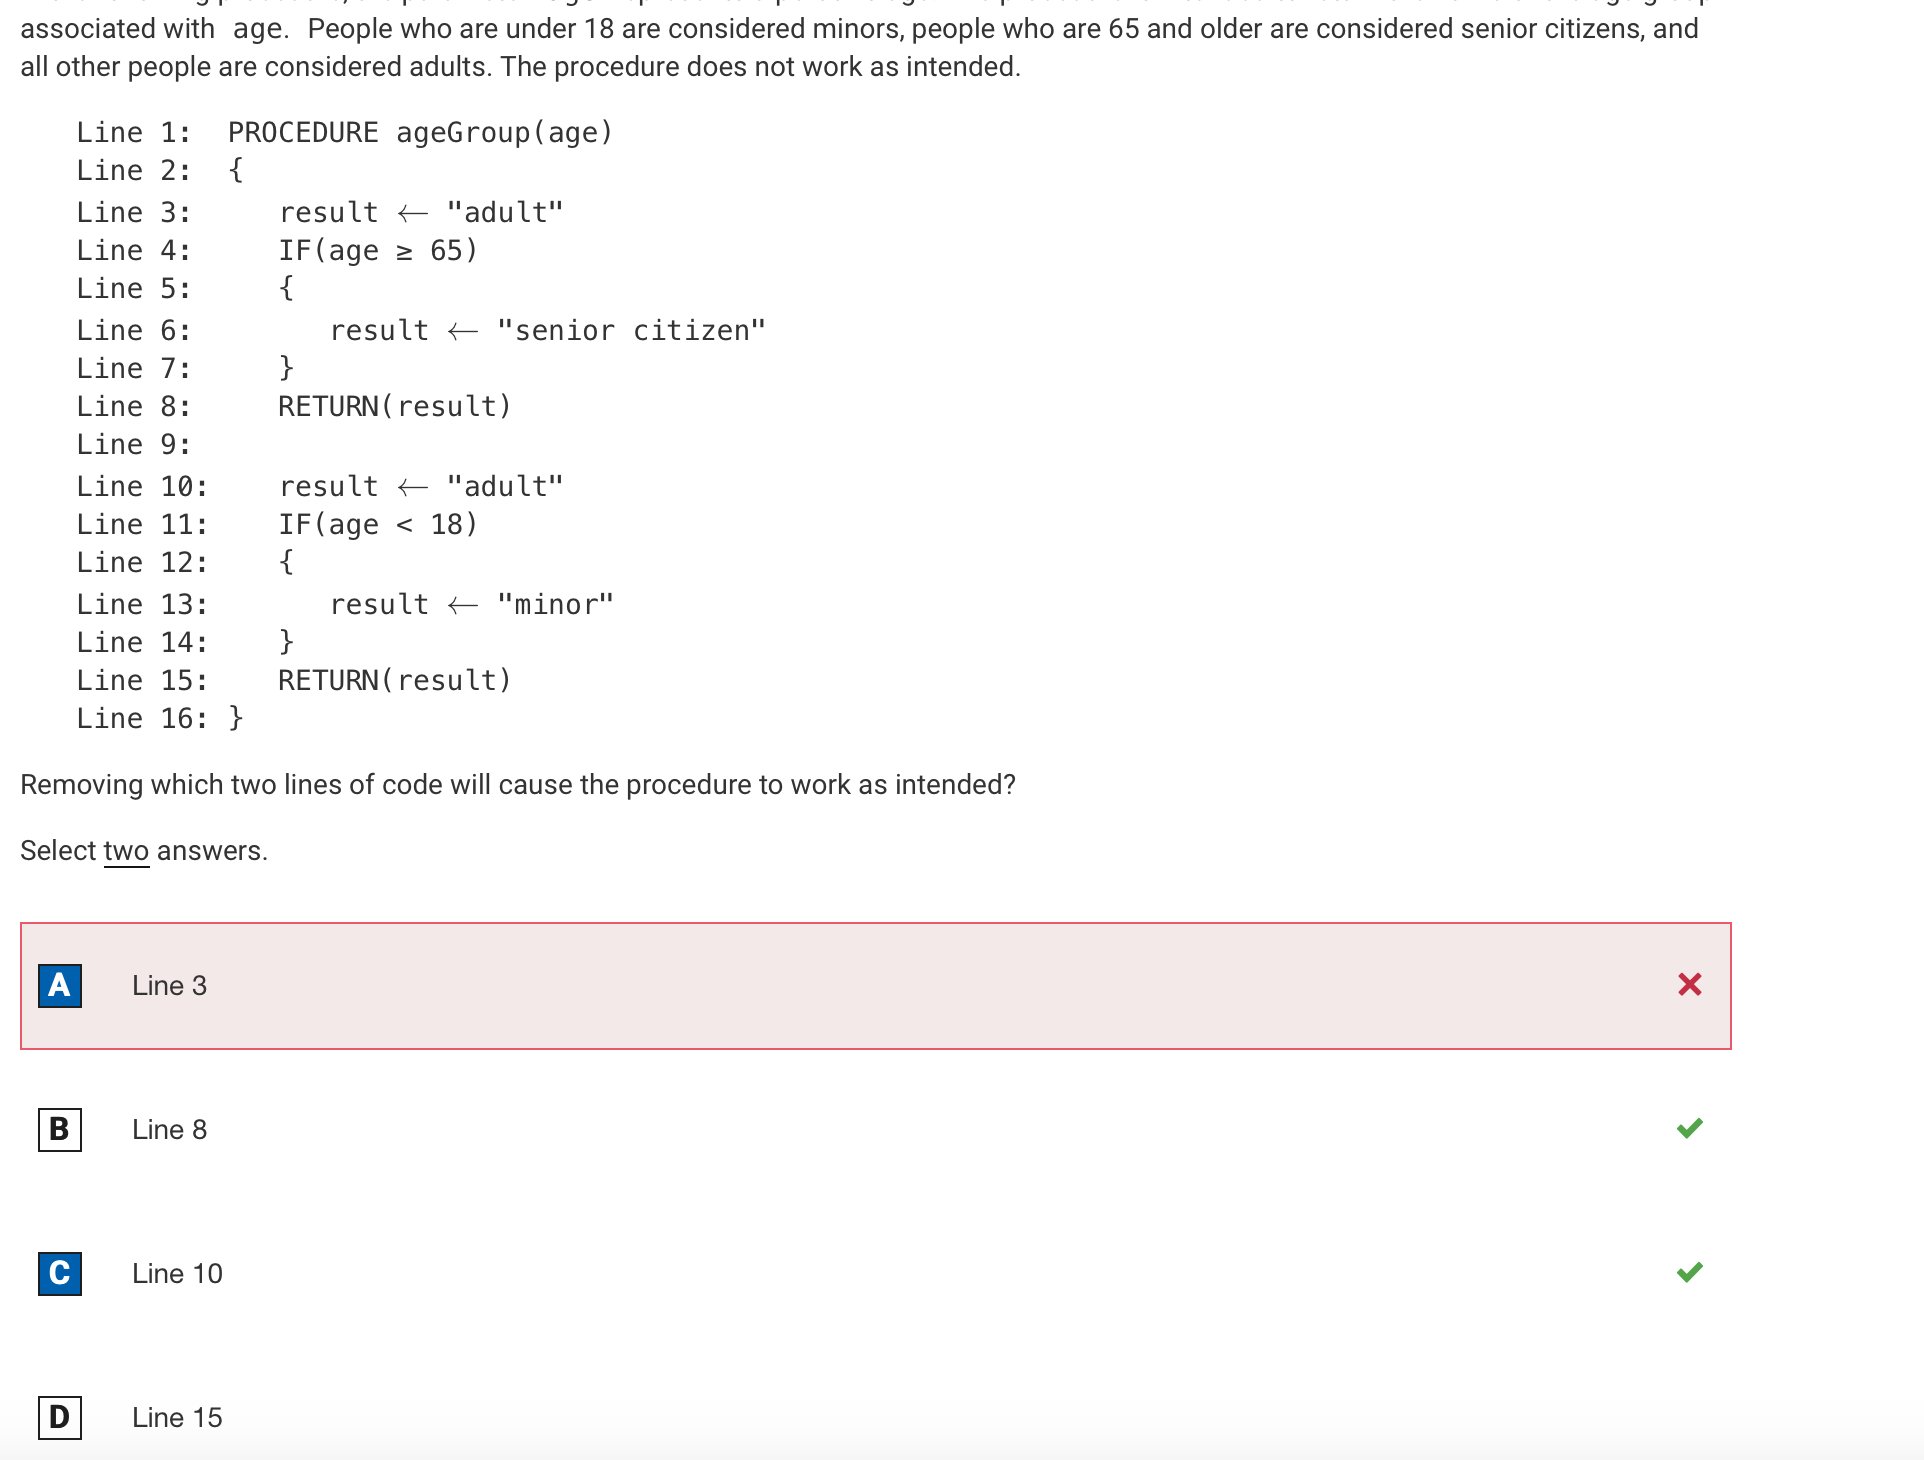 associated with age. People who are under 18 are considered minors, people who are 65 and older are considered senior citizens, and
all other people are considered adults. The procedure does not work as intended.
Line 1: PROCEDURE ageGroup(age)
Line 2: {
Line 3: result ← "adult"
Line 4: IF(age ≥ 65)
Line 5: {
Line 6: result ← "senior citizen"
Line 7: }
Line 8: RETURN(result)
Line 9:
Line 10: result ← "adult"
Line 11: IF(age < 18)
Line 12: {
Line 13: result ← "minor"
Line 14: }
Line 15: RETURN(result)
Line 16: }
Removing which two lines of code will cause the procedure to work as intended?
Select two answers.
A Line 3
B Line 8
C Line 10
D Line 15